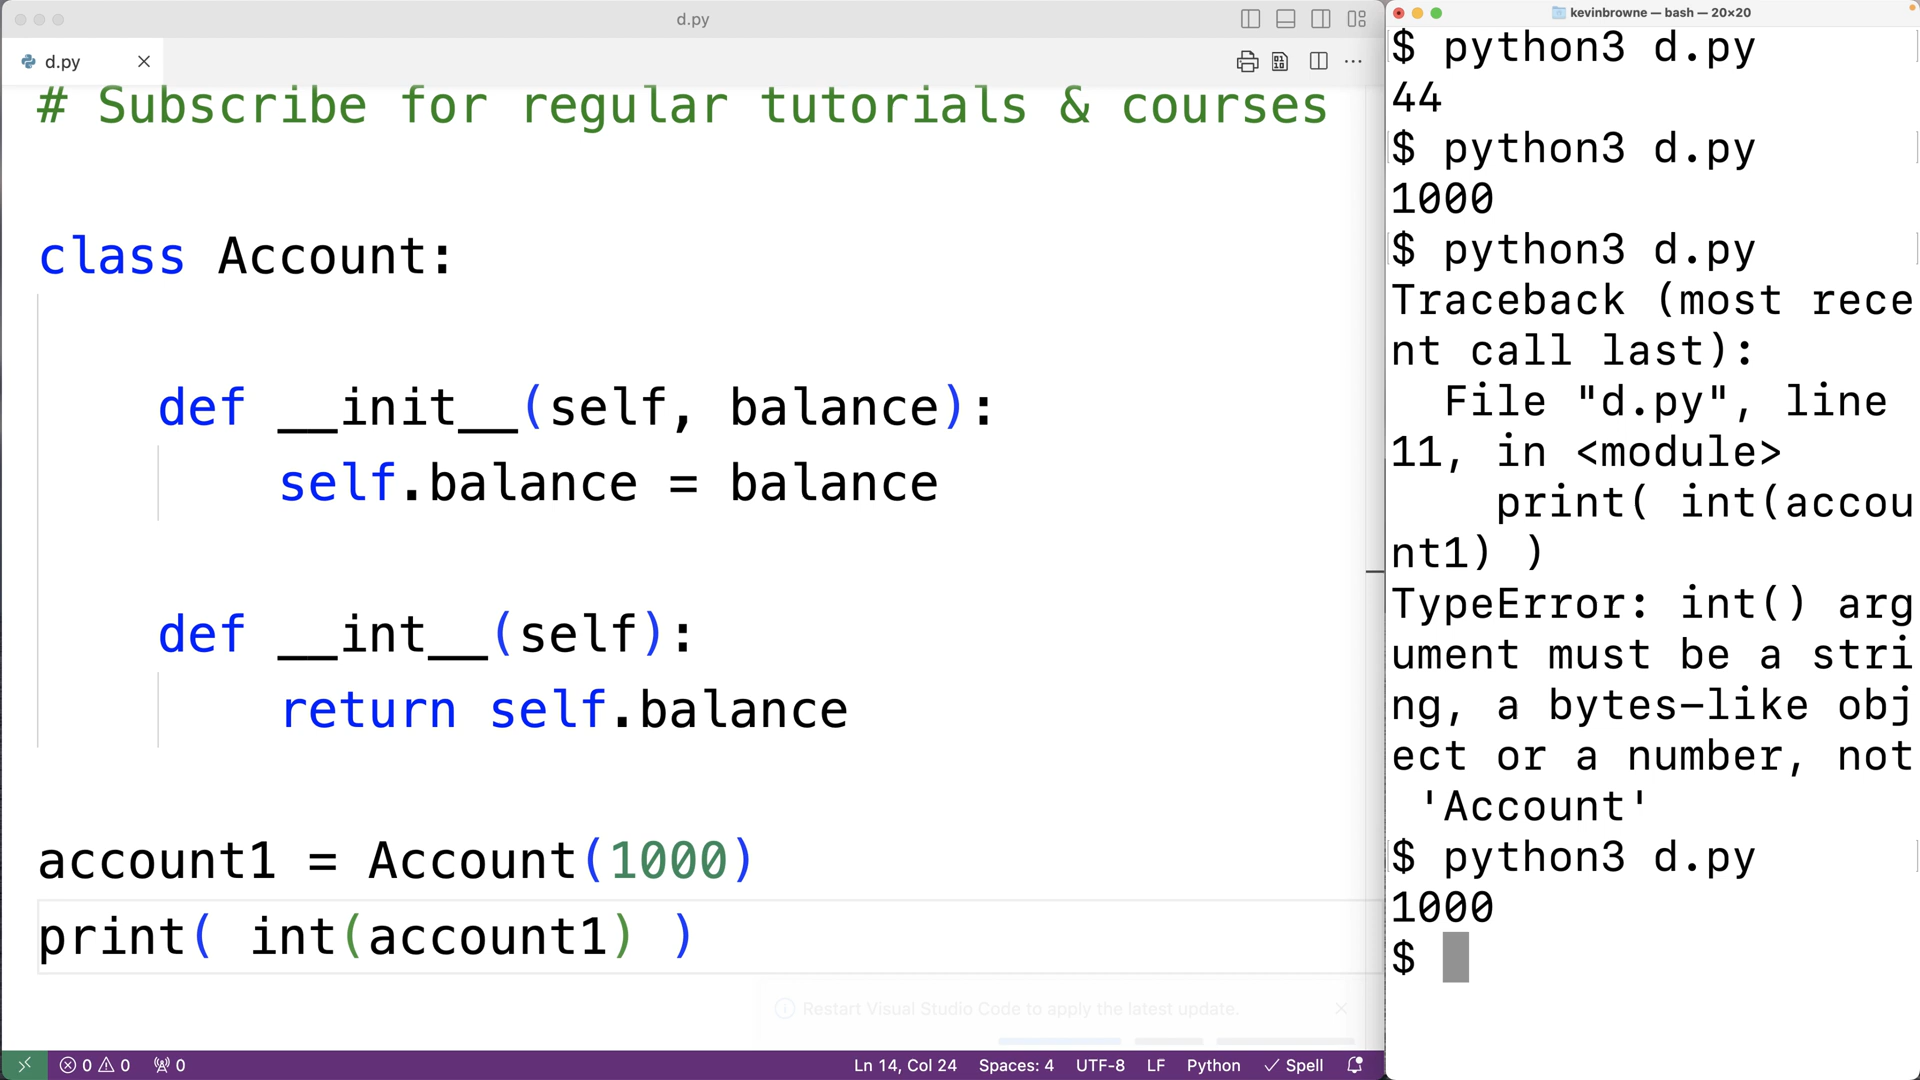 d.py
d.py
# Subscribe for regular tutorials & courses
class Account:
def __init__(self, balance):
self.balance = balance
def __int__(self):
return self.balance
account1 = Account(1000)
print( int(account1) )
Restart Visual Studio Code to apply the latest update.
0 0 0
Ln 14, Col 24 Spaces: 4 UTF-8 LF Python Spell
kevinbrowne — bash — 20×20
$ python3 d.py
44
$ python3 d.py
1000
$ python3 d.py
Traceback (most rece
nt call last):
File "d.py", line
11, in <module>
print( int(accou
nt1) )
TypeError: int() arg
ument must be a stri
ng, a bytes-like obj
ect or a number, not
'Account'
$ python3 d.py
1000
$